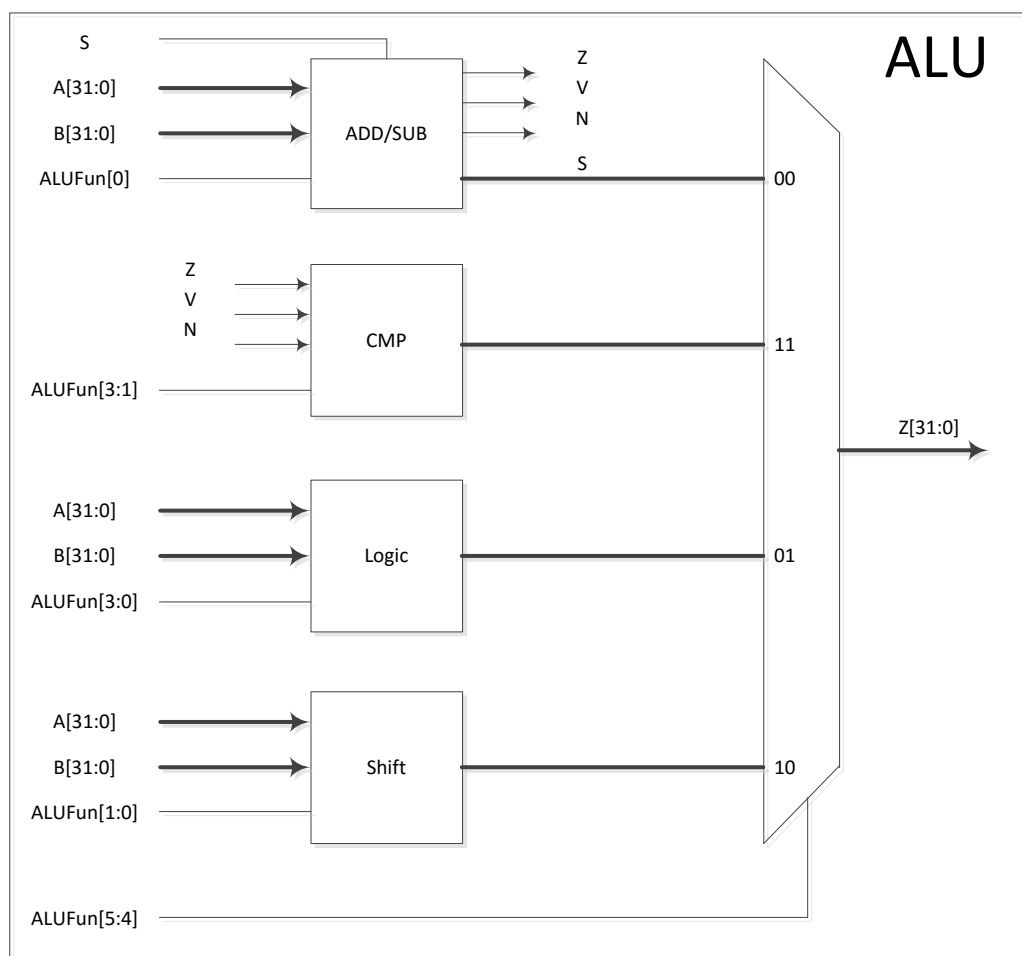 ALU
S
A[31:0]
B[31:0]
ALUFun[0]
ADD/SUB
Z
V
N
S
00
Z
V
N
ALUFun[3:1]
CMP
11
Z[31:0]
A[31:0]
B[31:0]
ALUFun[3:0]
Logic
01
A[31:0]
B[31:0]
ALUFun[1:0]
Shift
10
ALUFun[5:4]